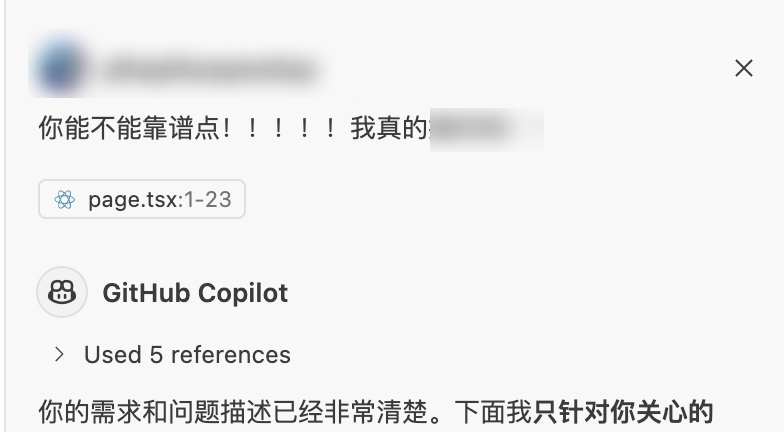 你能不能靠谱点！！！！！我真的
page.tsx:1-23
GitHub Copilot
Used 5 references
你的需求和问题描述已经非常清楚。下面我只针对你关心的